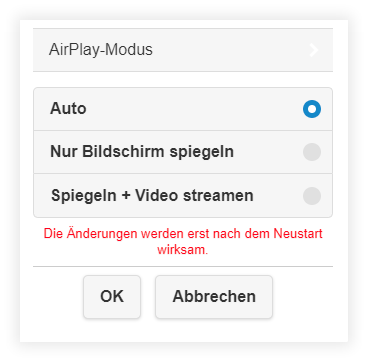 AirPlay-Modus
Auto
Nur Bildschirm spiegeln
Spiegeln + Video streamen
Die Änderungen werden erst nach dem Neustart
wirksam.
OK Abbrechen